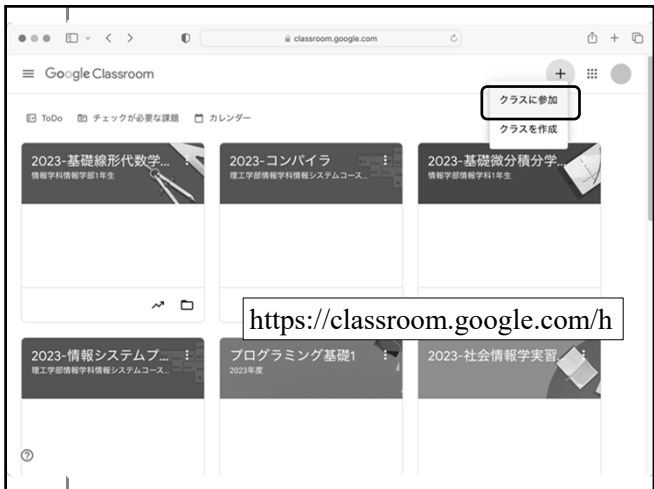 classroom.google.com
Google Classroom
クラスに参加
クラスを作成
ToDo チェックが必要な課題 カレンダー
2023-基礎線形代数学...
情報学科情報学部1年生
2023-コンパイラ
理工学部情報学科情報システムコース...
2023-基礎微分積分学...
情報学部情報学科1年生
https://classroom.google.com/h
2023-情報システムプ...
理工学部情報学科情報システムコース...
プログラミング基礎1
2023年度
2023-社会情報学実習...